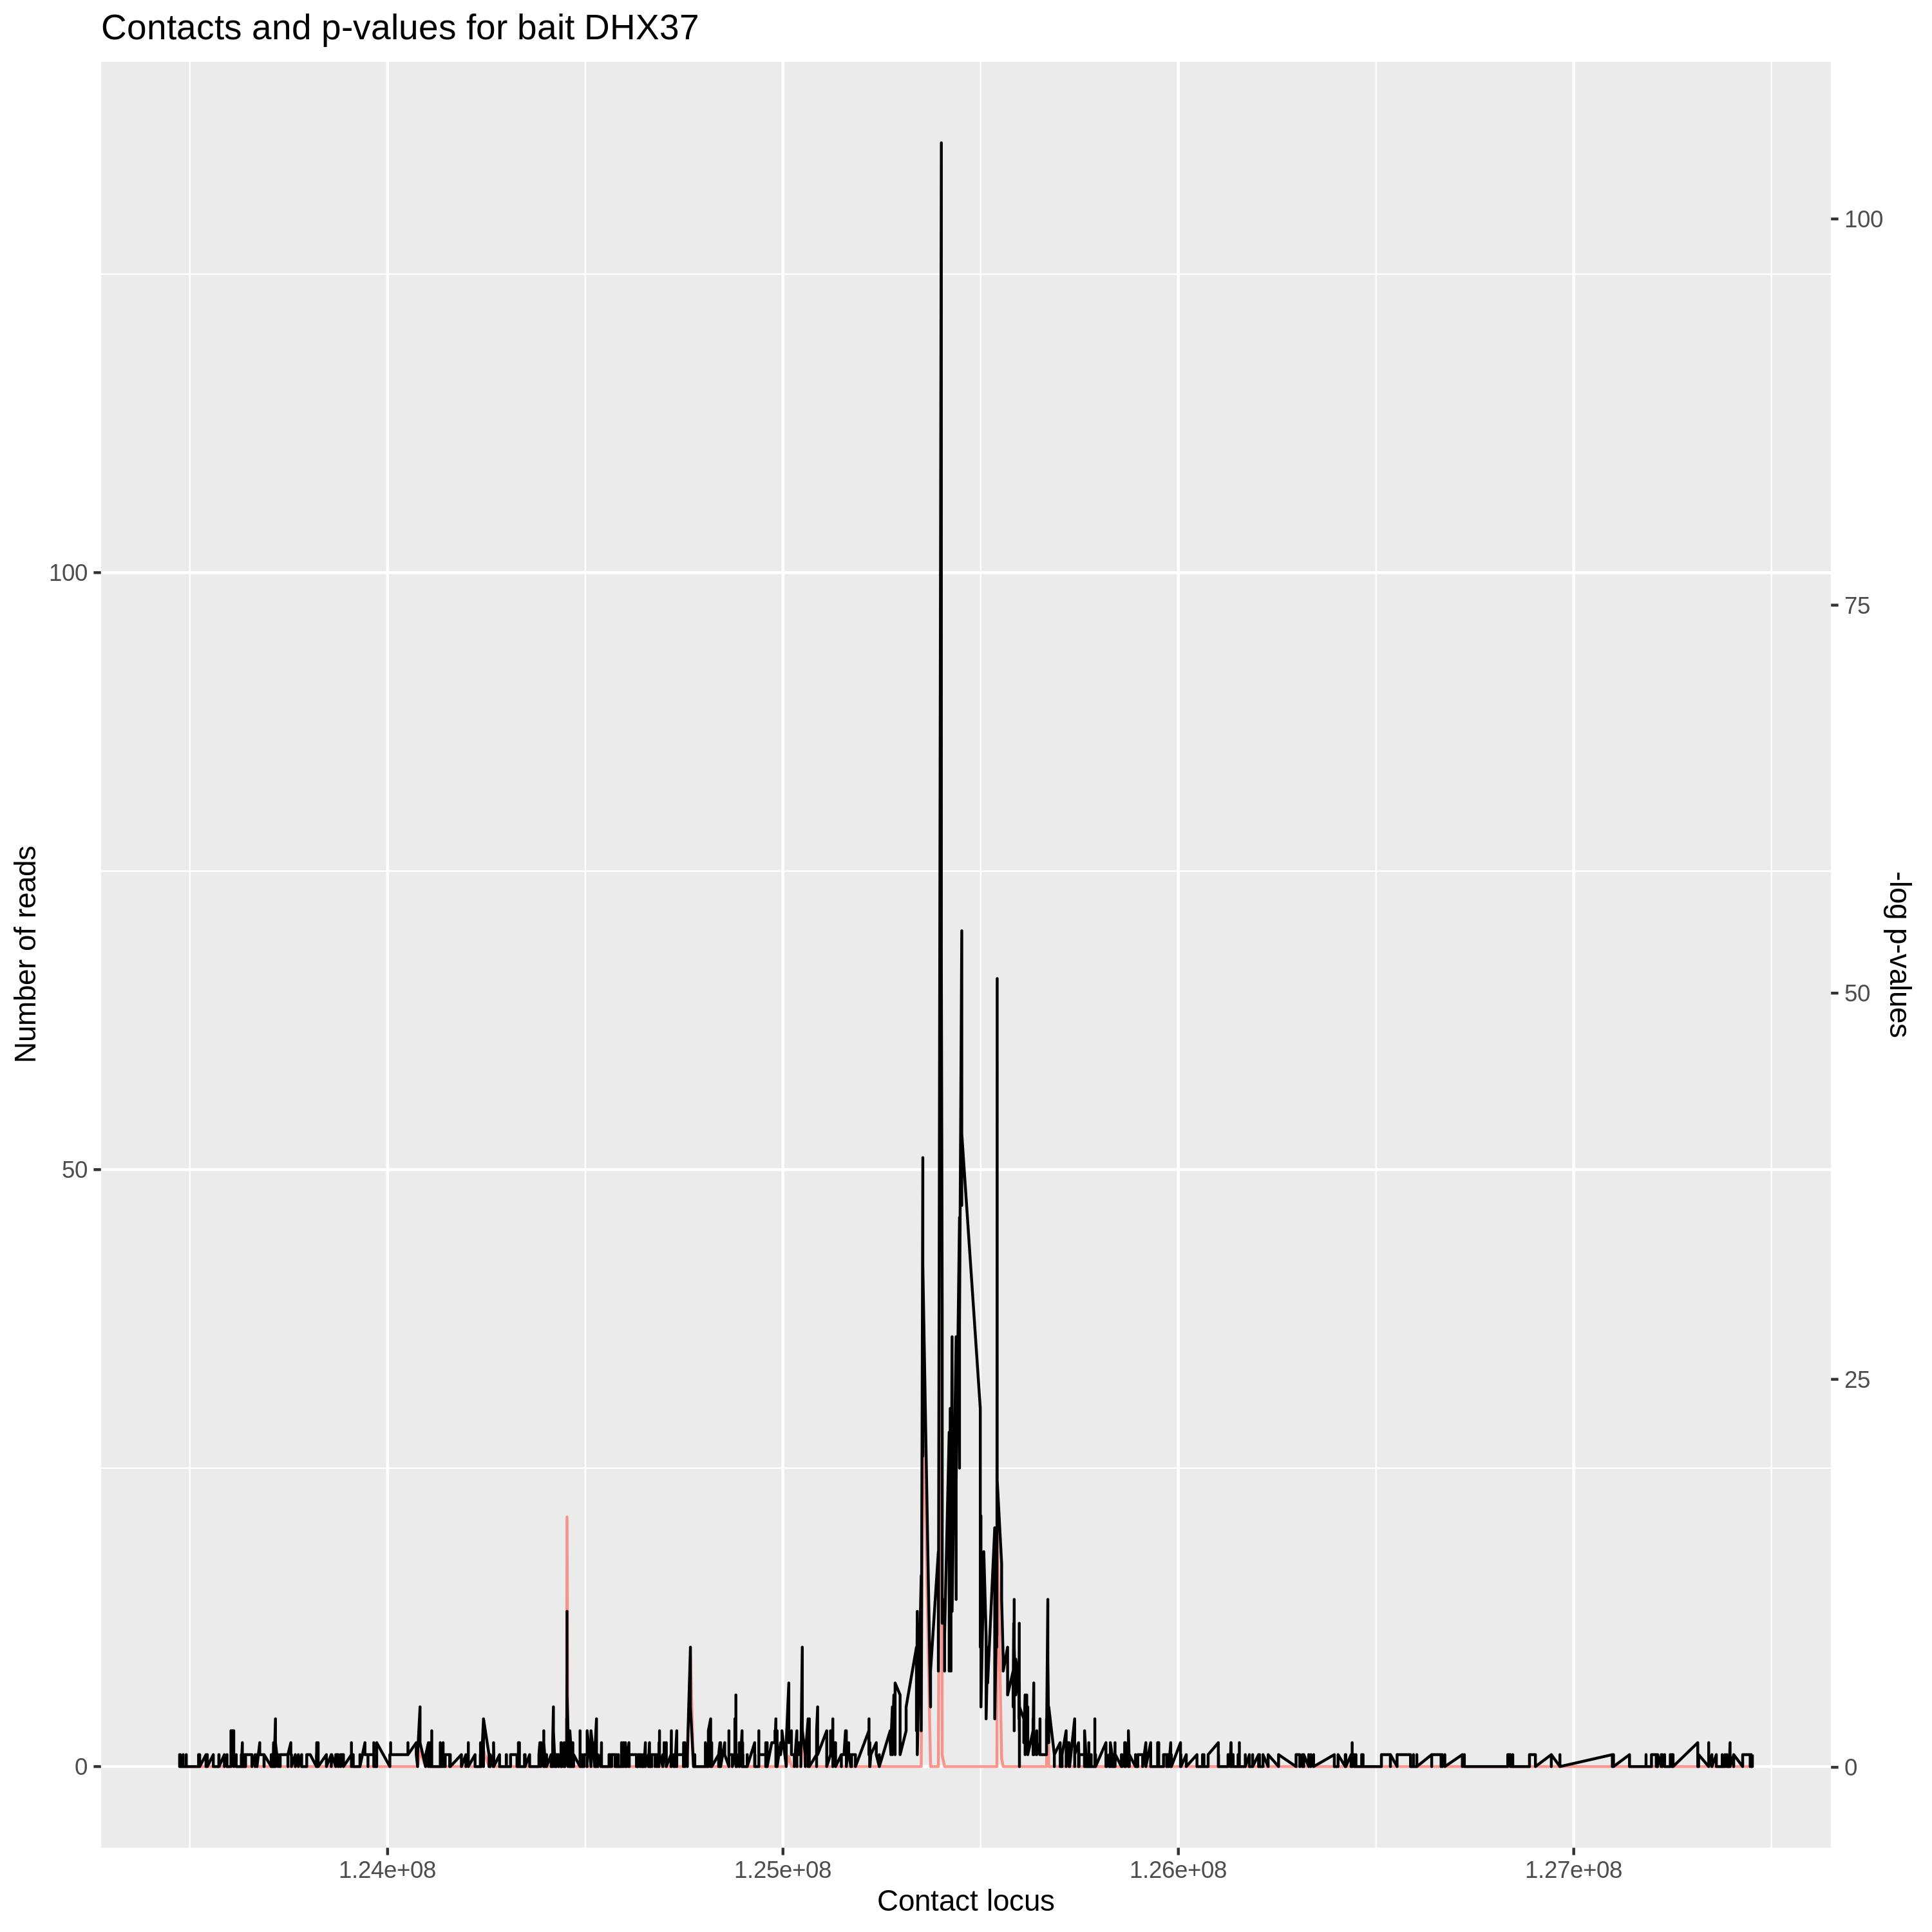 Contacts and p-values for bait DHX37
100
100
75
Number of reads
-log p-values
50
50
25
0
0
1.24e+08
1.25e+08
1.26e+08
1.27e+08
Contact locus